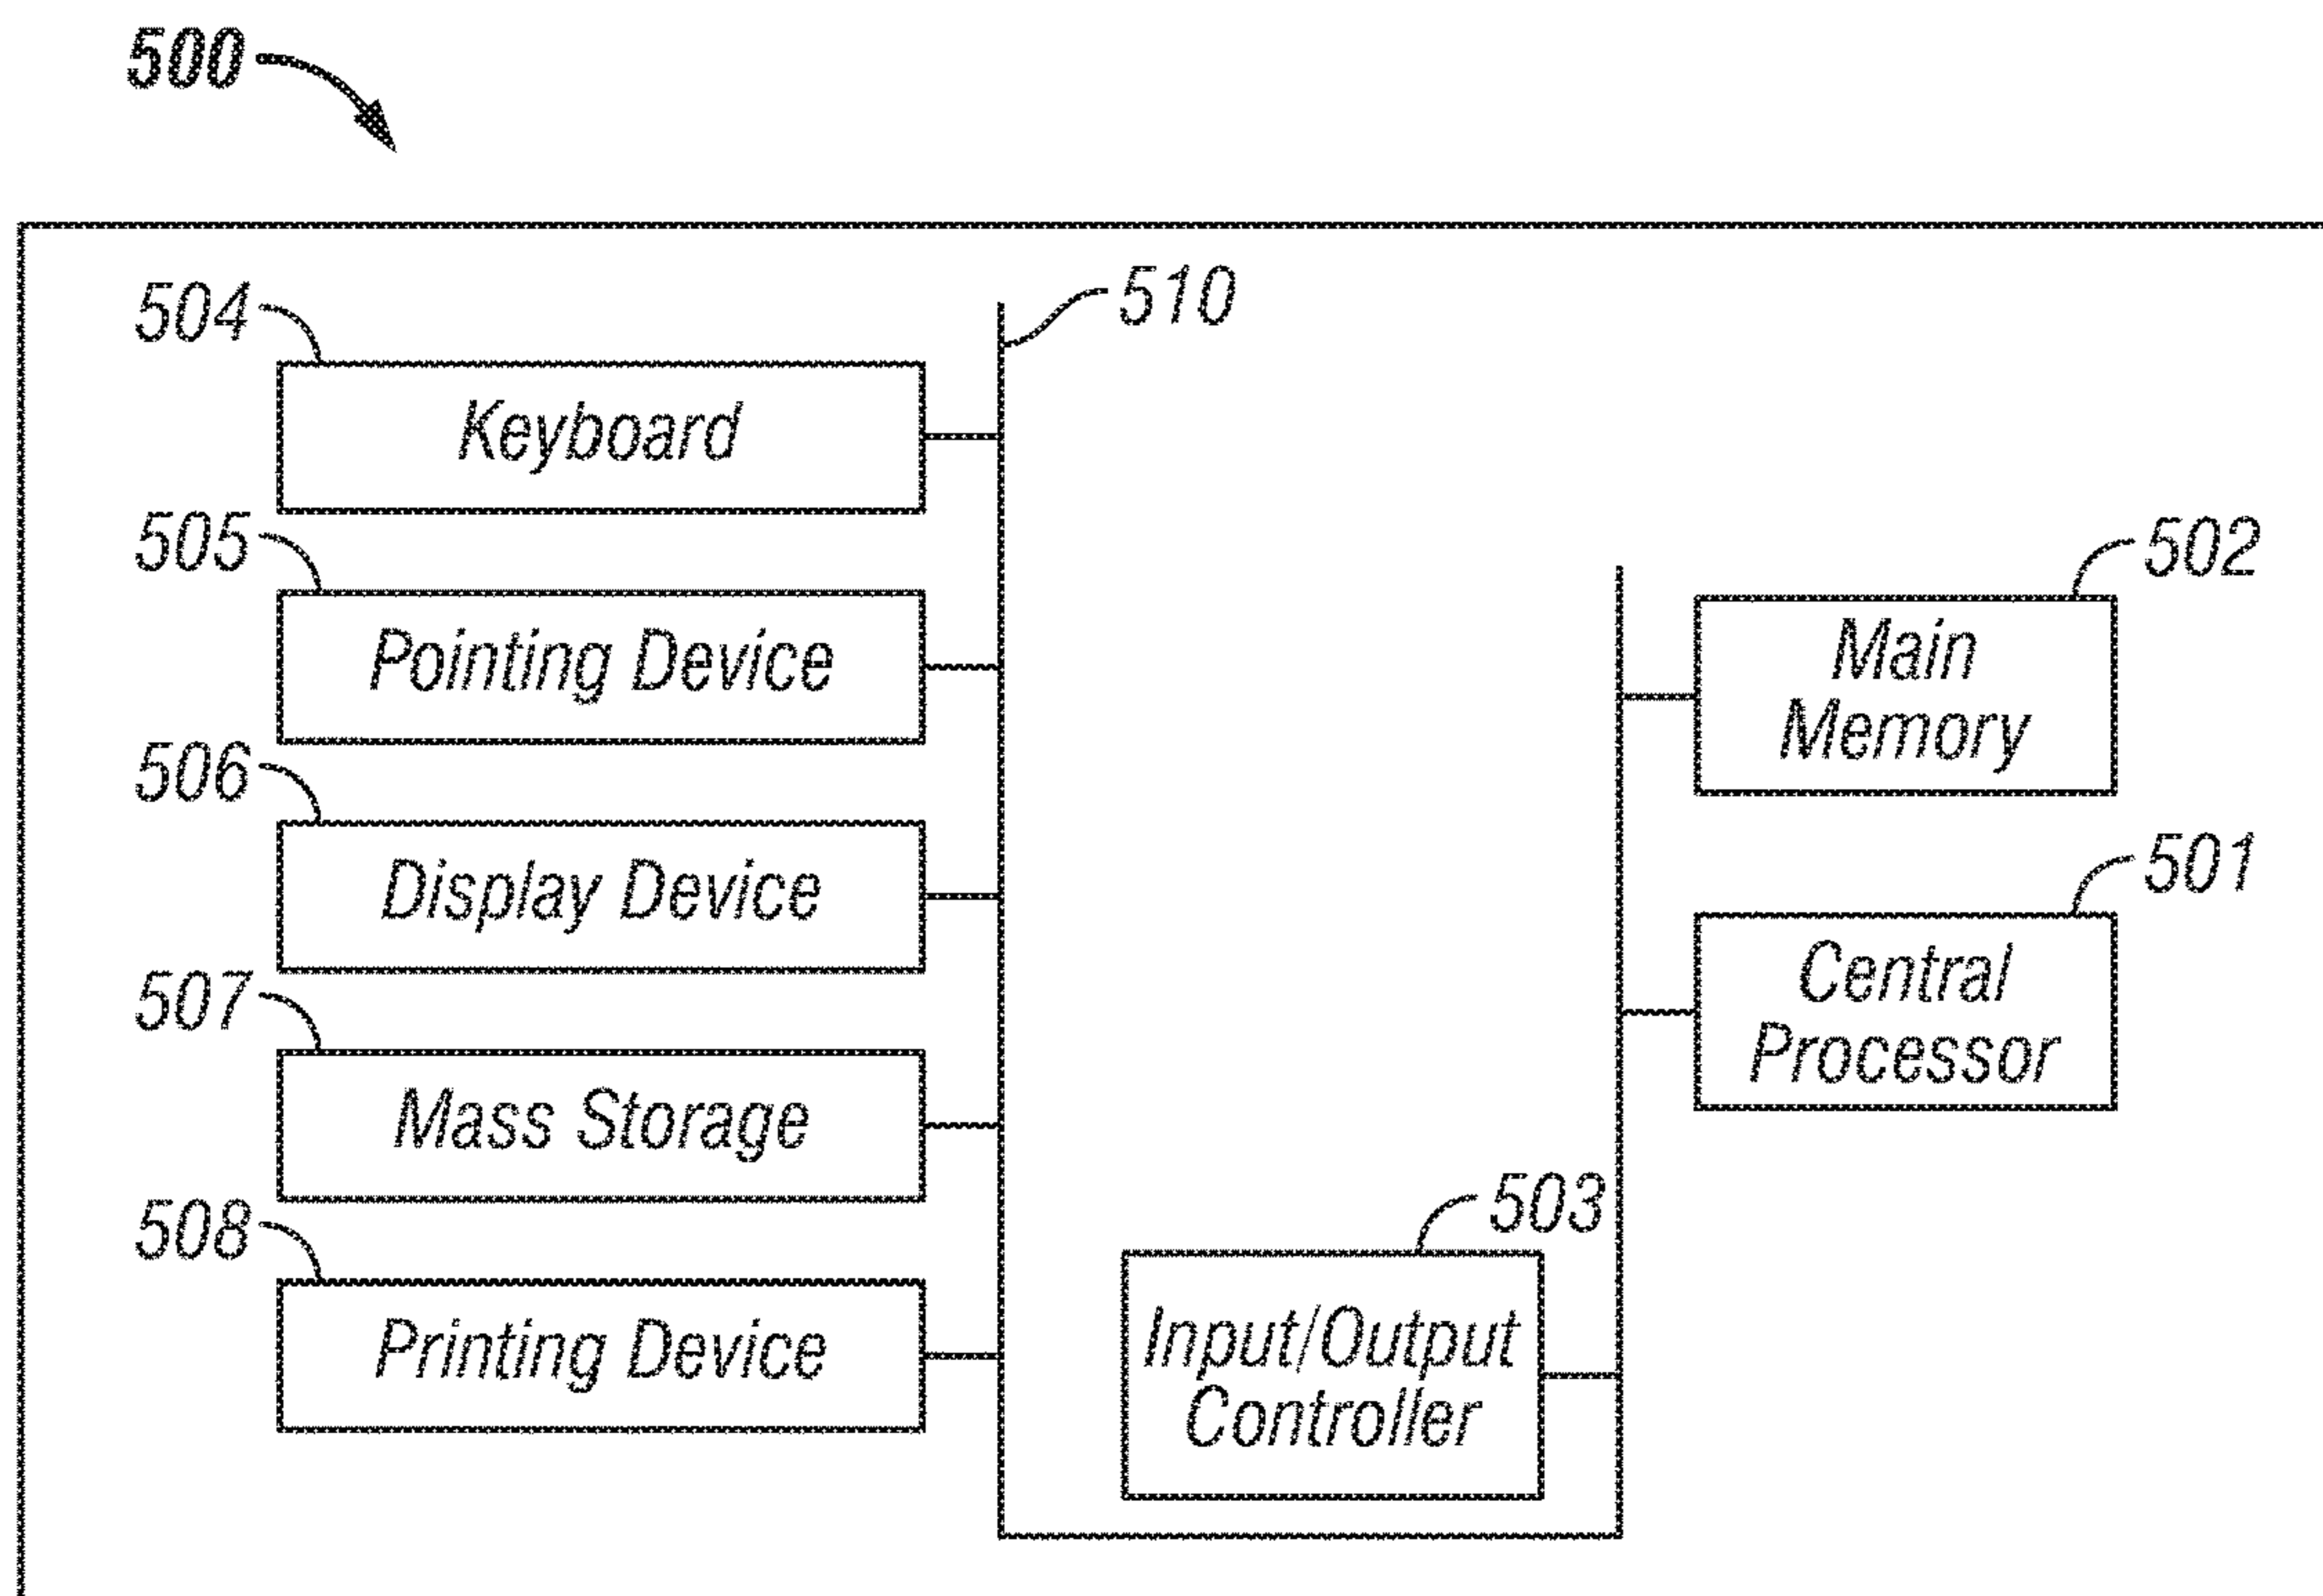 500
504
510
Keyboard
505
Pointing Device
502
Main
Memory
506
Display Device
501
Central
Processor
507
Mass Storage
503
Input/Output
Controller
508
Printing Device